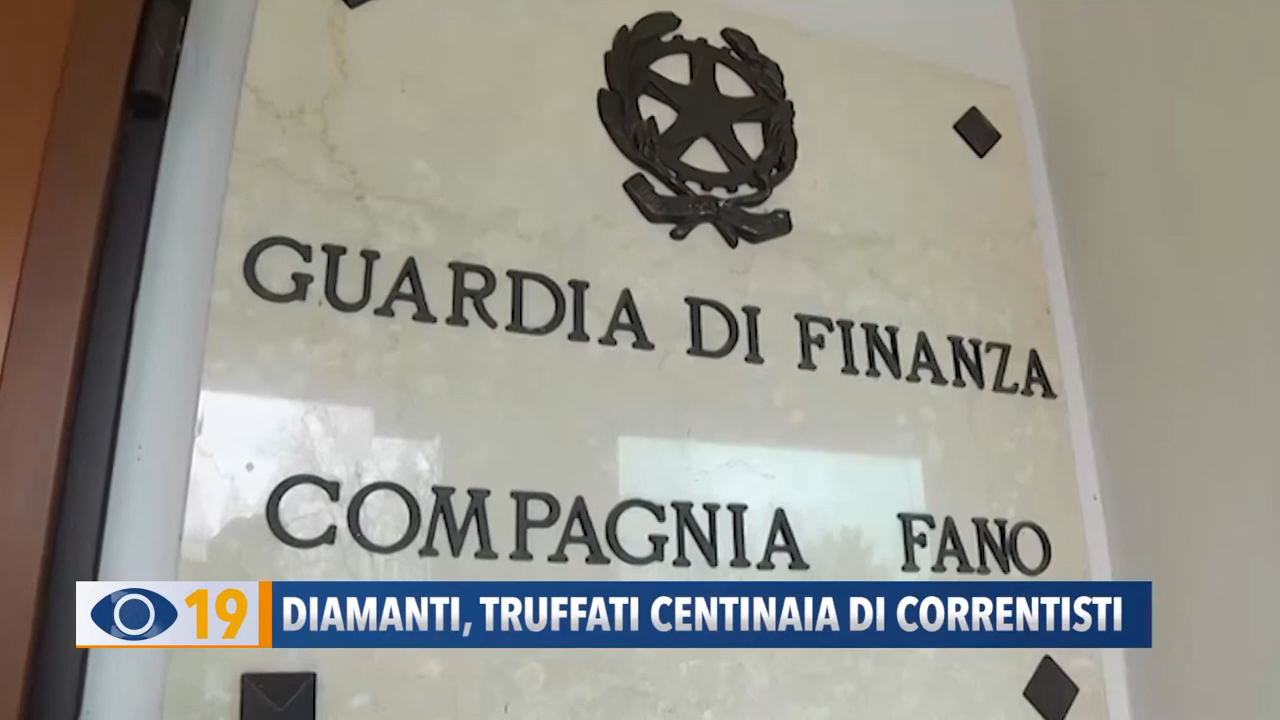 GUARDIA DI FINANZA
COMPAGNIA FANO
19 DIAMANTI, TRUFFATI CENTINAIA DI CORRENTISTI